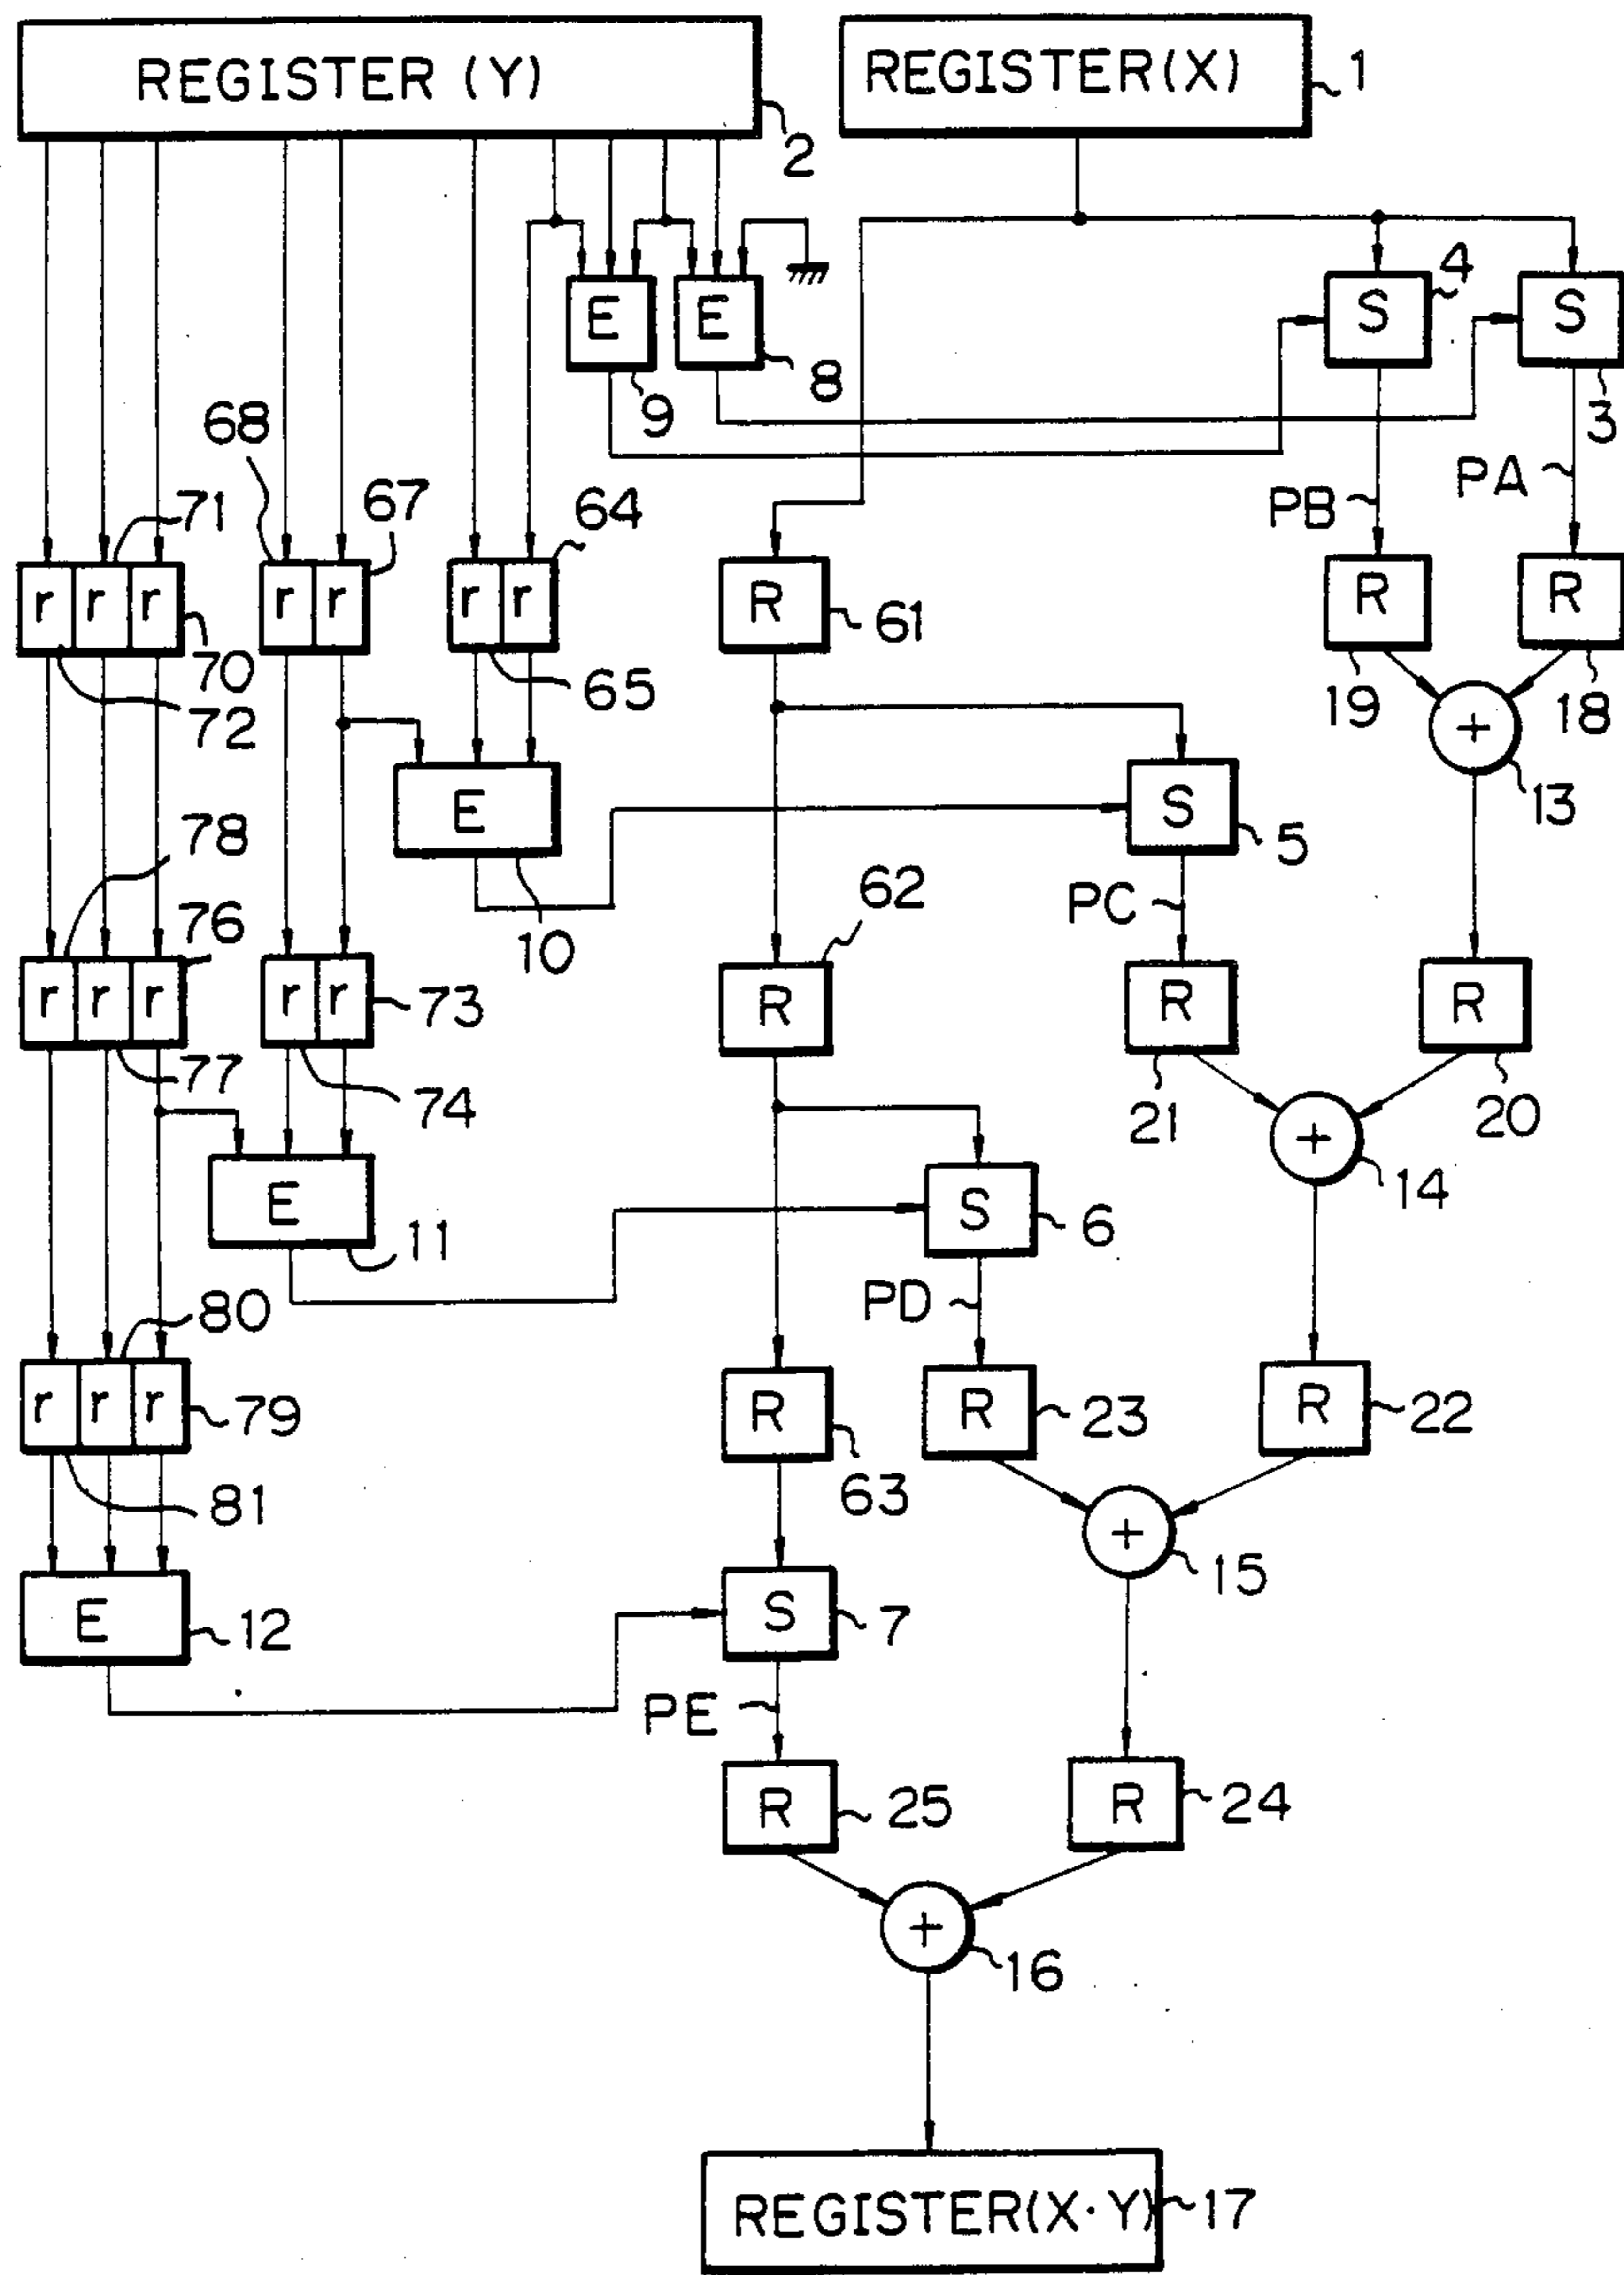 REGISTER (Y)
2
REGISTER(X)
1
E
9
E
8
S
4
S
3
PB
PA
68
71
67
64
r r r
70
72
r r
r r
65
R
61
R
19
R
18
+
13
E
10
S
5
PC
78
76
62
r r r
77
r r
73
74
R
R
21
R
20
+
14
E
11
S
6
PD
80
r r r
79
81
R
63
R
23
R
22
+
15
E
12
S
7
PE
R
25
R
24
+
16
REGISTER(X·Y)
17